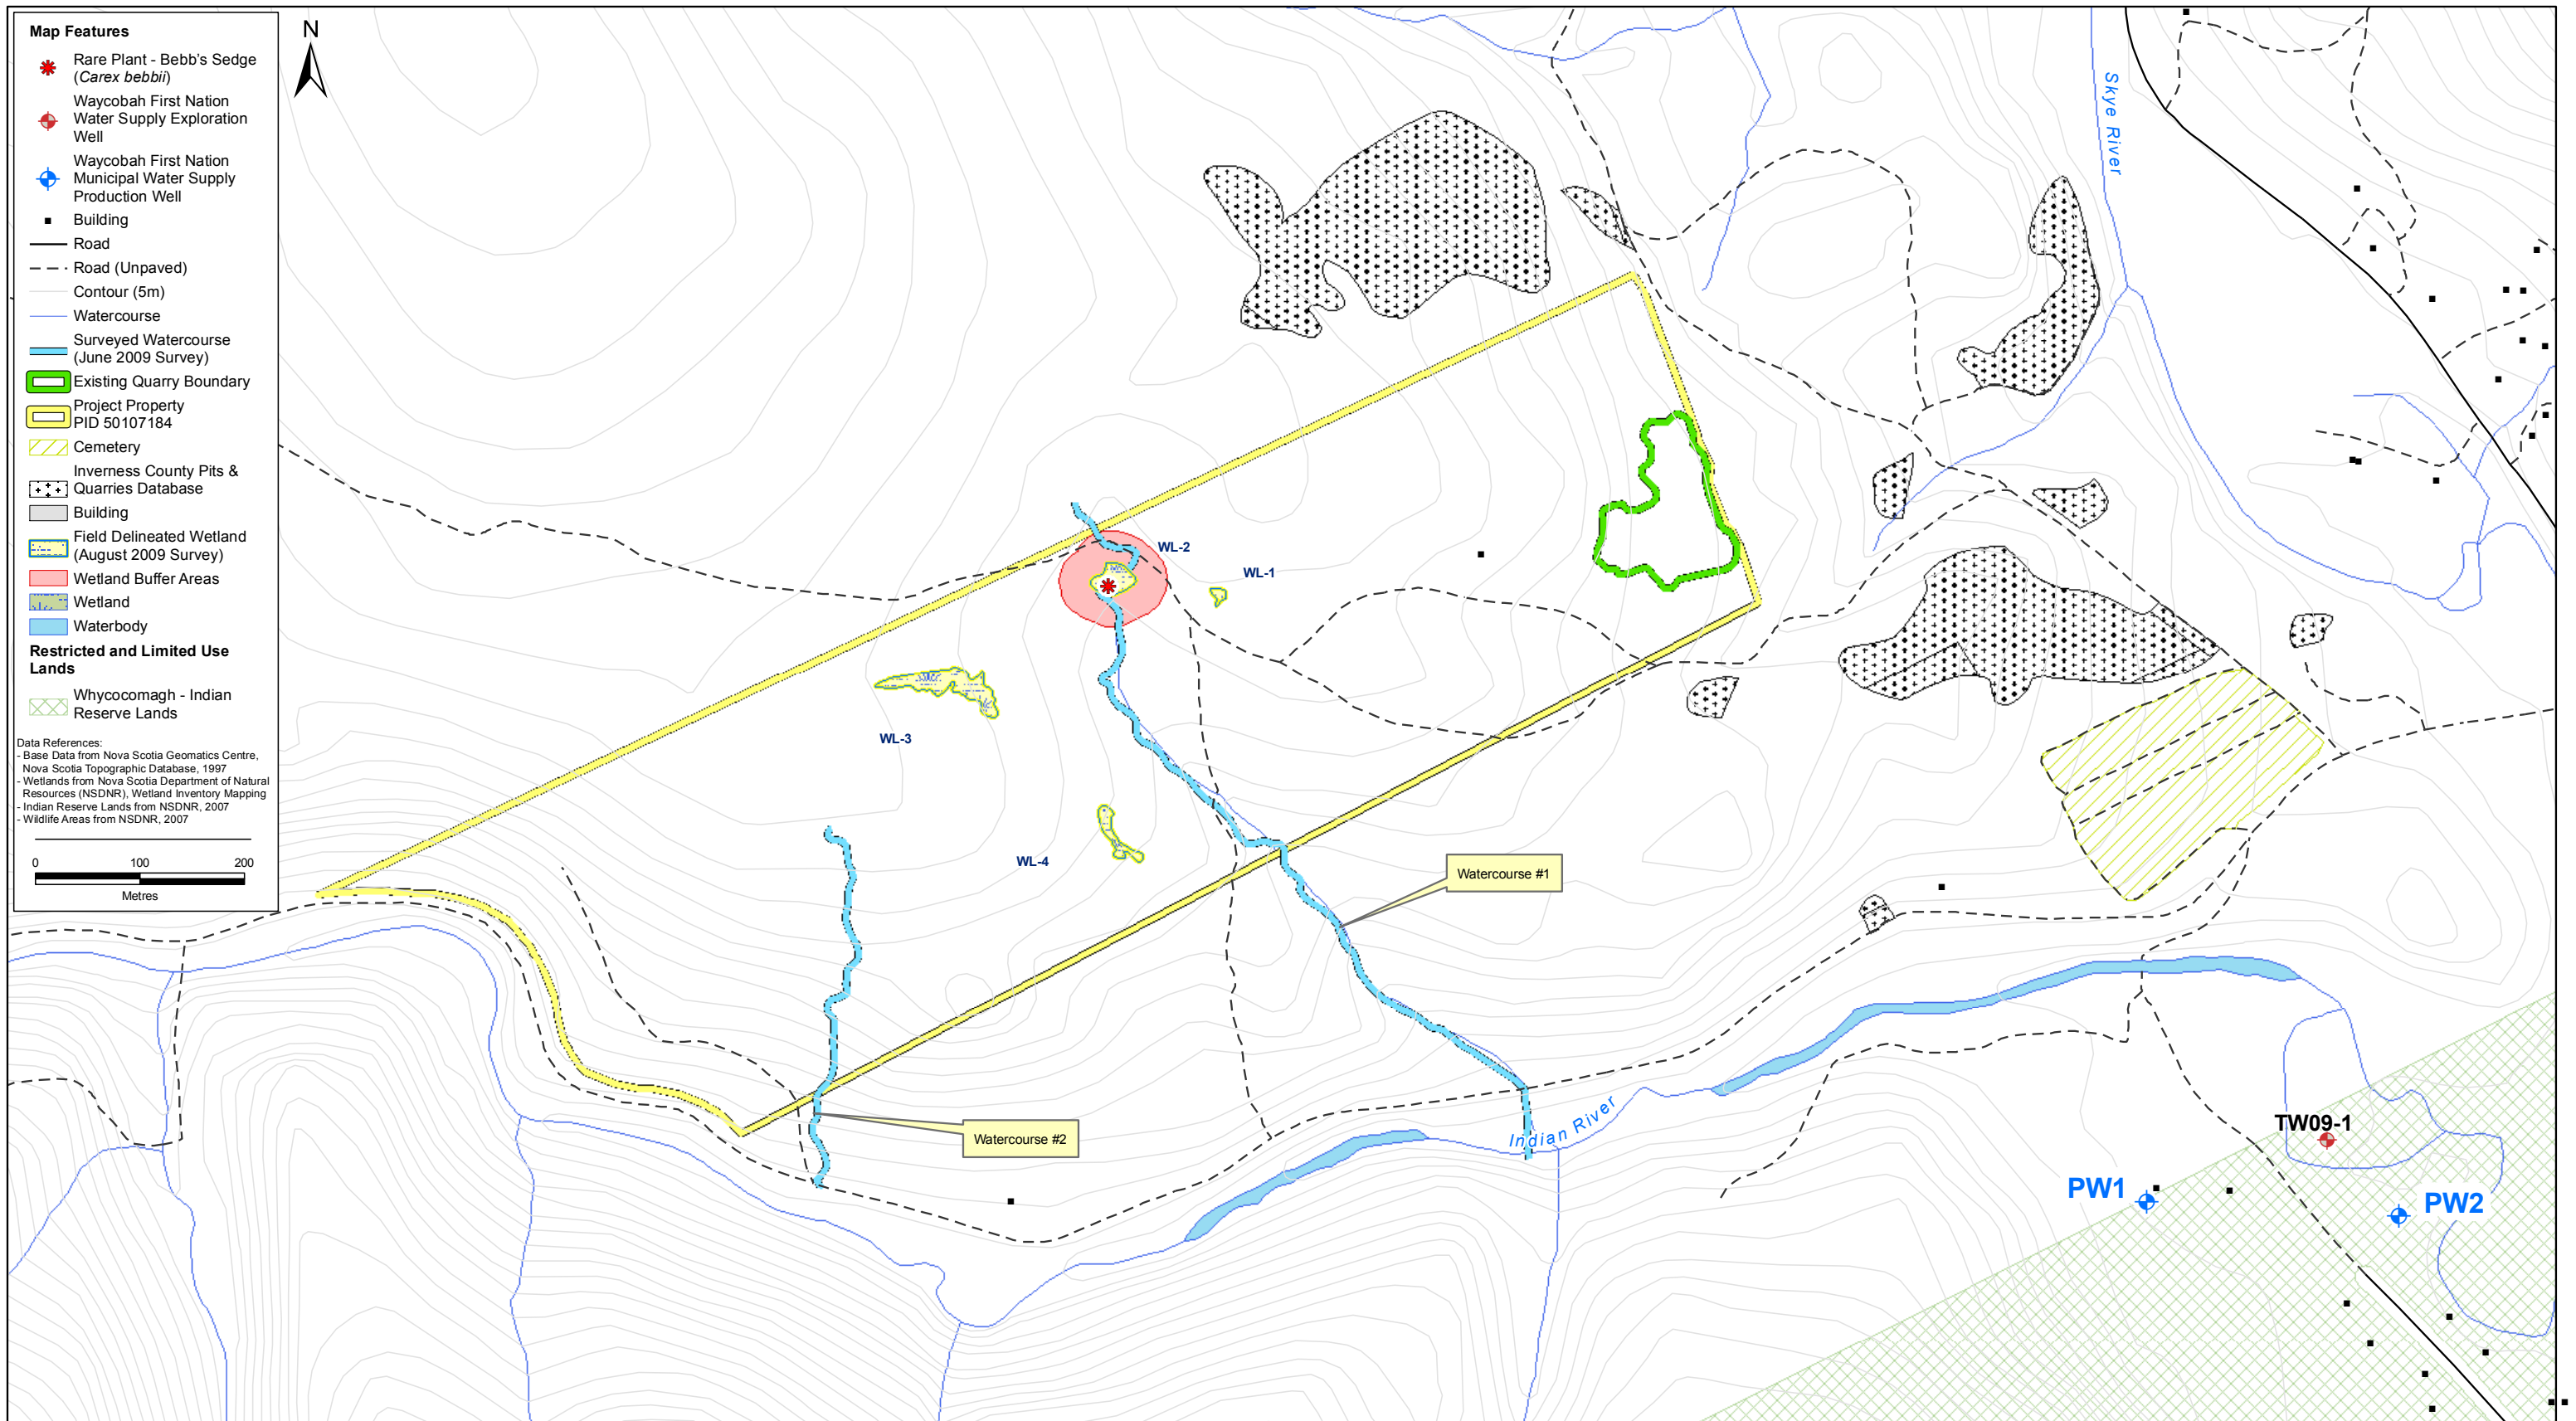 Map Features
Rare Plant - Bebb's Sedge
(Carex bebbii)
Waycobah First Nation
Water Supply Exploration
Well
Waycobah First Nation
Municipal Water Supply
Production Well
Building
Road
Road (Unpaved)
Contour (5m)
Watercourse
Surveyed Watercourse
(June 2009 Survey)
Existing Quarry Boundary
Project Property
PID 50107184
Cemetery
Inverness County Pits &
Quarries Database
Building
Field Delineated Wetland
(August 2009 Survey)
Wetland Buffer Areas
Wetland
Waterbody
Restricted and Limited Use
Lands
Whycocomagh - Indian
Reserve Lands
Data References:
- Base Data from Nova Scotia Geomatics Centre,
Nova Scotia Topographic Database, 1997
- Wetlands from Nova Scotia Department of Natural
Resources (NSDNR), Wetland Inventory Mapping
- Indian Reserve Lands from NSDNR, 2007
- Wildlife Areas from NSDNR, 2007
0 100 200
Metres
N
Skye River
WL-2
WL-1
WL-3
WL-4
Watercourse #1
Watercourse #2
Indian River
TW09-1
PW1
PW2